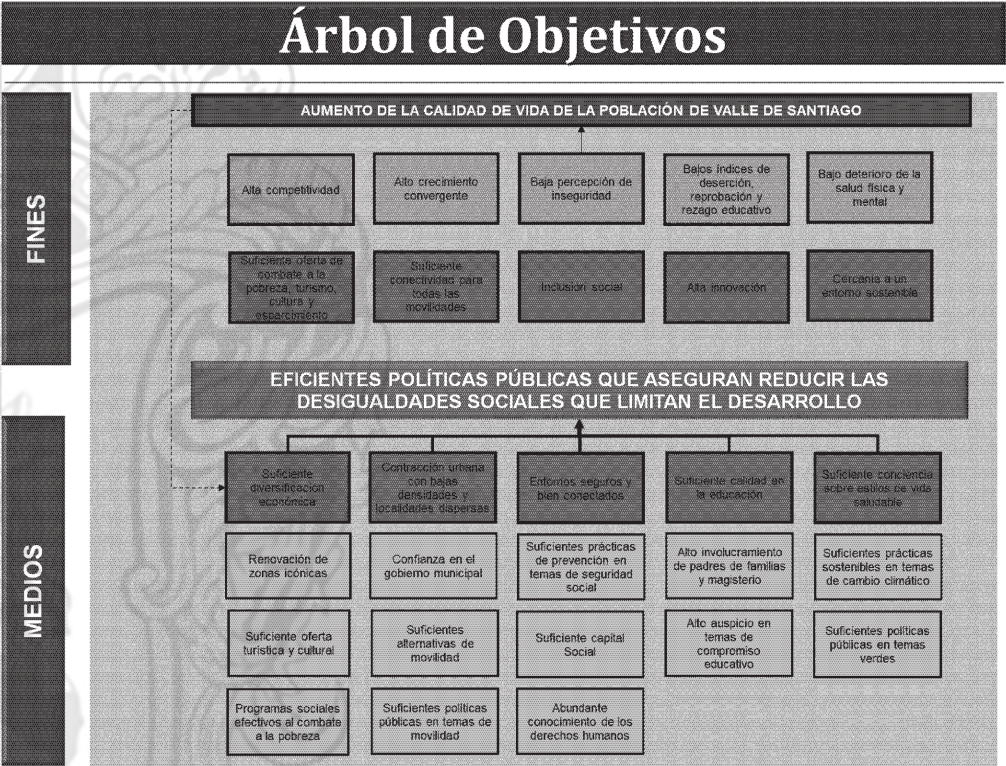 Árbol de Objetivos
FINES
AUMENTO DE LA CALIDAD DE VIDA DE LA POBLACIÓN DE VALLE DE SANTIAGO
Alta competitividad
Alto crecimiento
convergente
Baja percepción de
inseguridad
Bajos índices de
deserción,
reprobación y
rezago educativo
Bajo deterioro de la
salud física y
mental
Suficiente oferta de
combate a la
pobreza, turismo,
cultura y
esparcimiento
Suficiente
conectividad para
todas las
movilidades
Inclusión social
Alta innovación
Cercanía a un
entorno sostenible
EFICIENTES POLÍTICAS PÚBLICAS QUE ASEGURAN REDUCIR LAS
DESIGUALDADES SOCIALES QUE LIMITAN EL DESARROLLO
MEDIOS
Suficiente
diversificación
económica
Contracción urbana
con bajas
densidades y
localidades dispersas
Entornos seguros y
bien conectados
Suficiente calidad en
la educación
Suficiente conciencia
sobre estilos de vida
saludable
Renovación de
zonas icónicas
Confianza en el
gobierno municipal
Suficientes prácticas
de prevención en
temas de seguridad
social
Alto involucramiento
de padres de familias
y magisterio
Suficientes prácticas
sostenibles en temas
de cambio climático
Suficiente oferta
turística y cultural
Suficientes
alternativas de
movilidad
Suficiente capital
Social
Alto auspicio en
temas de
compromiso
educativo
Suficientes políticas
públicas en temas
verdes
Programas sociales
efectivos al combate
a la pobreza
Suficientes políticas
públicas en temas de
movilidad
Abundante
conocimiento de los
derechos humanos